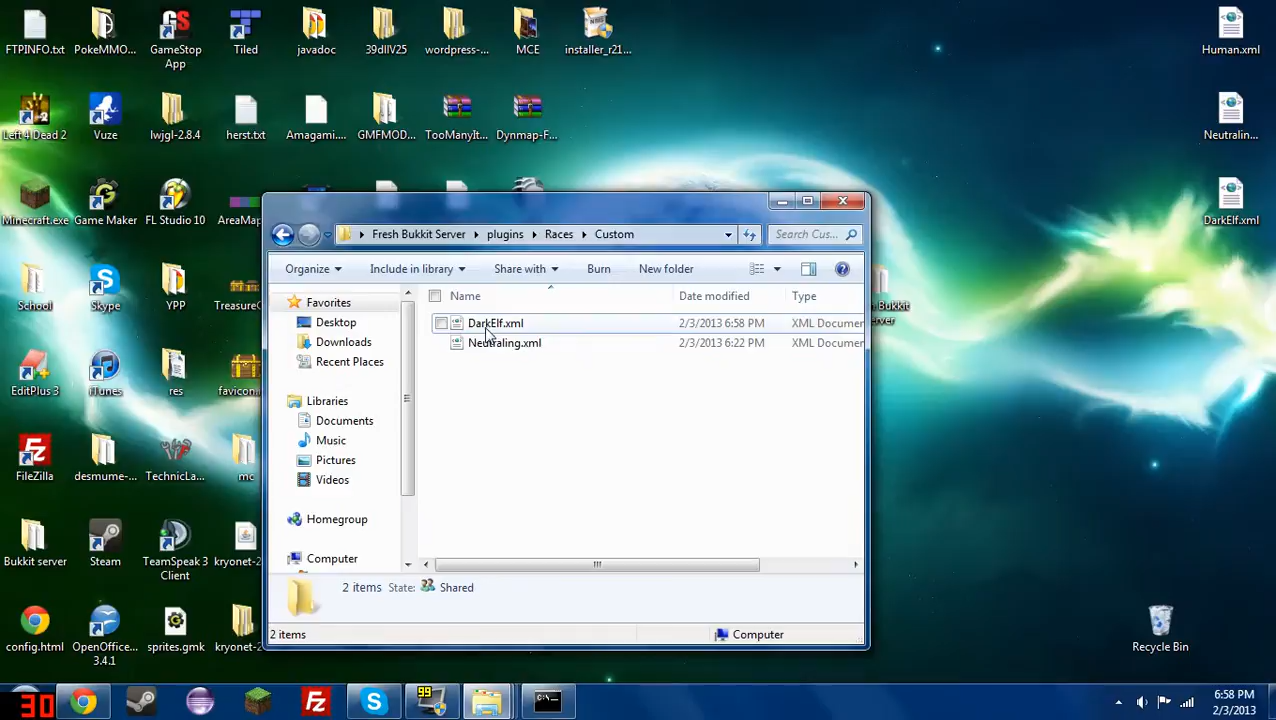 FTPINFO.txt
PokeMMO...
GameStop
App
Tiled
javadoc
39dllV25
wordpress-...
MCE
installer_r21...
Human.xml
Left 4 Dead 2
Vuze
lwjgl-2.8.4
herst.txt
Amagami....
GMFMOD...
TooManyIt...
Dynmap-F...
Neutralin...
Minecraft.exe
Game Maker
FL Studio 10
AreaMap
DarkElf.xml
Fresh Bukkit Server
plugins
Races
Custom
Search Cus...
Organize
Include in library
Share with
Burn
New folder
Name
Date modified
Type
DarkElf.xml
2/3/2013 6:58 PM
XML Documen
Neutraling.xml
2/3/2013 6:22 PM
XML Documen
Favorites
Desktop
Downloads
Recent Places
Libraries
Documents
Music
Pictures
Videos
Homegroup
Computer
2 items State: Shared
2 items
Computer
School
Skype
YPP
Treasure
Bukkit
server
EditPlus 3
iTunes
res
favicon
FileZilla
desmume-...
TechnicLa...
mc
Bukkit server
Steam
TeamSpeak 3
Client
kryonet-2
config.html
OpenOffice....
3.4.1
sprites.gmk
kryonet-2
Recycle Bin
30
99
6:58 PM
2/3/2013